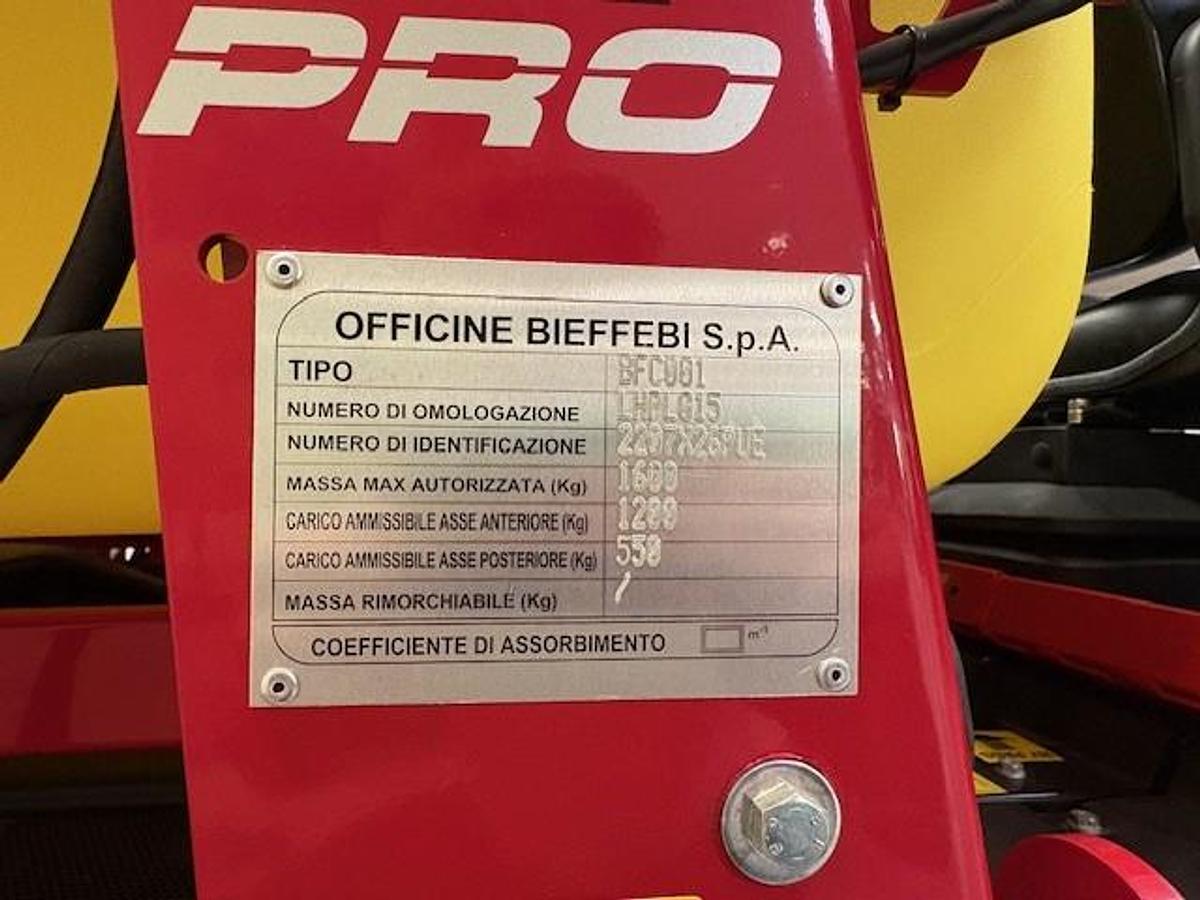 PRO
OFFICINE BIEFFEBI S.p.A.
TIPO BFC001
NUMERO DI OMOLOGAZIONE
NUMERO DI IDENTIFICAZIONE
MASSA MAX AUTORIZZATA (Kg) 1600
CARICO AMMISSIBILE ASSE ANTERIORE (Kg) 1200
CARICO AMMISSIBILE ASSE POSTERIORE (Kg) 550
MASSA RIMORCHIABILE (Kg) /
COEFFICIENTE DI ASSORBIMENTO m⁻¹